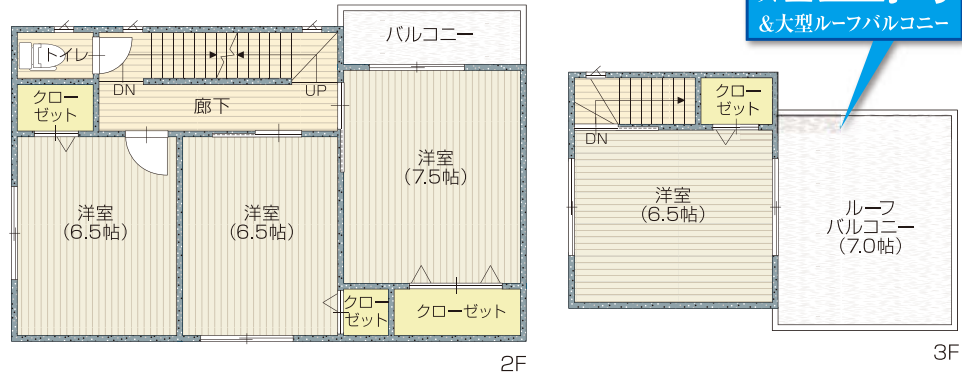 &大型ルーフバルコニー
バルコニー
トイレ
DN
UP
クロー
ゼット
廊下
洋室
(7.5帖)
洋室
(6.5帖)
洋室
(6.5帖)
クロー
ゼット
クローゼット
2F
クロー
ゼット
DN
洋室
(6.5帖)
ルーフ
バルコニー
(7.0帖)
3F